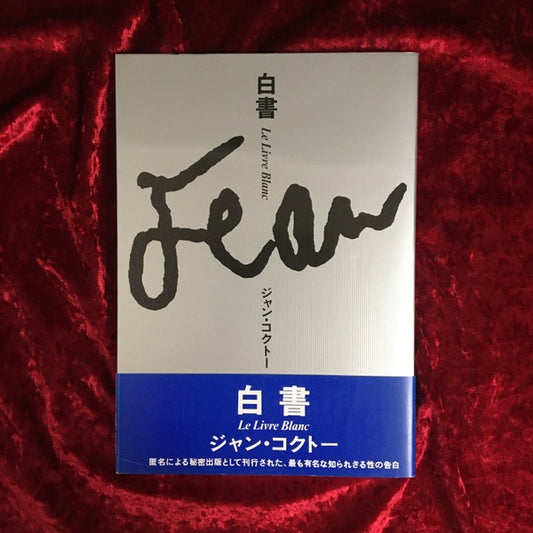 白書
Le Livre Blanc
Jean
ジャン・コクトー
白書
Le Livre Blanc
ジャン・コクトー
匿名による秘密出版として刊行された、最も有名な知られざる性の告白